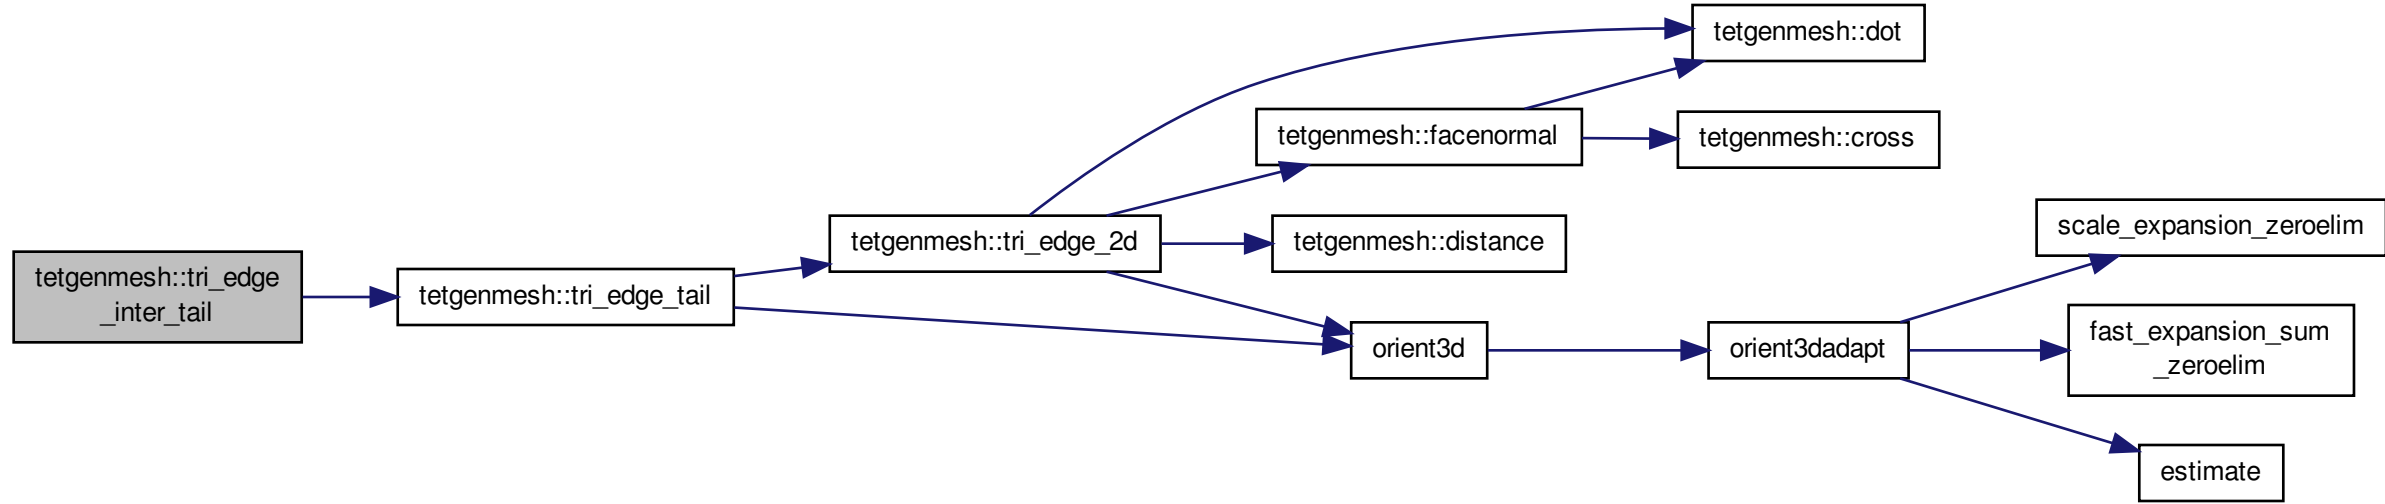 tetgenmesh::tri_edge
_inter_tail
tetgenmesh::tri_edge_tail
tetgenmesh::tri_edge_2d
tetgenmesh::dot
tetgenmesh::facenormal
tetgenmesh::cross
tetgenmesh::distance
orient3d
orient3dadapt
scale_expansion_zeroelim
fast_expansion_sum
_zeroelim
estimate